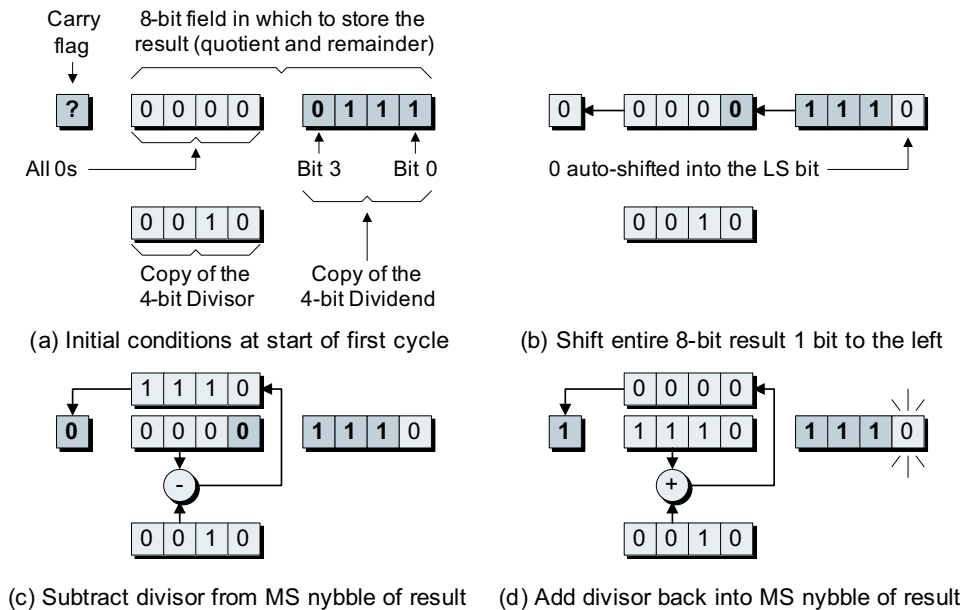 Carry
flag
8-bit field in which to store the
result (quotient and remainder)
? 0 0 0 0 0 1 1 1
All 0s
Bit 3 Bit 0
0 0 1 0
Copy of the
4-bit Divisor
Copy of the
4-bit Dividend
(a) Initial conditions at start of first cycle
0 0 0 0 0 1 1 1 0
0 auto-shifted into the LS bit
0 0 1 0
(b) Shift entire 8-bit result 1 bit to the left
1 1 1 0
0 0 0 0 0 1 1 1 0
-
0 0 1 0
(c) Subtract divisor from MS nybble of result
0 0 0 0
1 1 1 1 0 1 1 1 0
+
0 0 1 0
(d) Add divisor back into MS nybble of result